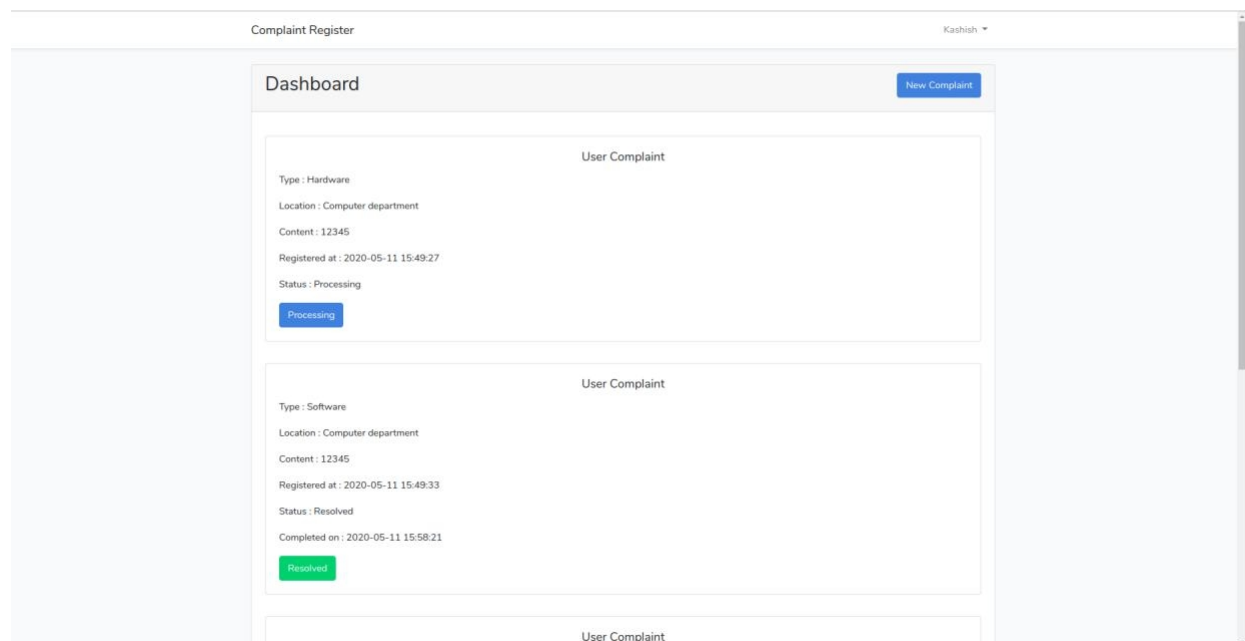 Complaint Register
Kashish
Dashboard
New Complaint
User Complaint
Type : Hardware
Location : Computer department
Content : 12345
Registered at : 2020-05-11 15:49:27
Status : Processing
Processing
User Complaint
Type : Software
Location : Computer department
Content : 12345
Registered at : 2020-05-11 15:49:33
Status : Resolved
Completed on : 2020-05-11 15:58:21
Resolved
User Complaint